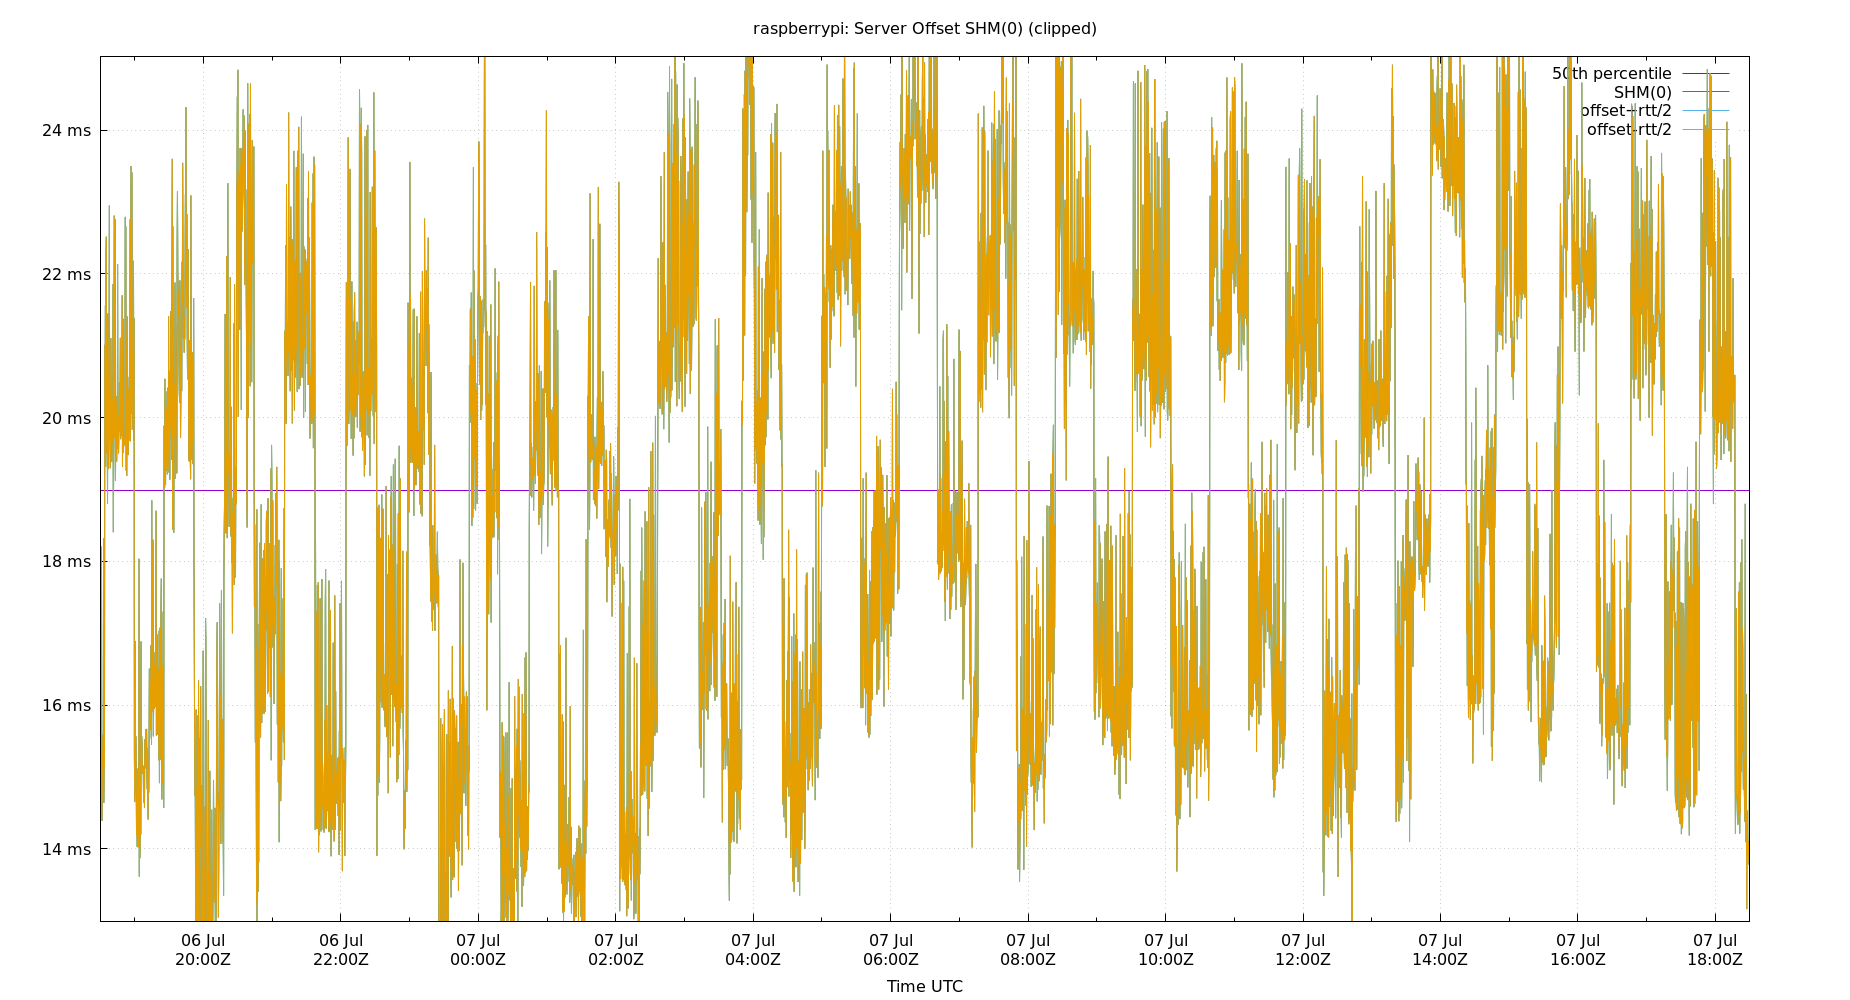 raspberrypi: Server Offset SHM(0) (clipped)
50th percentile
SHM(0)
offset+rtt/2
offset-rtt/2
24 ms
22 ms
20 ms
18 ms
16 ms
14 ms
06 Jul 06 Jul 07 Jul 07 Jul 07 Jul 07 Jul 07 Jul 07 Jul 07 Jul 07 Jul 07 Jul 07 Jul
20:00Z 22:00Z 00:00Z 02:00Z 04:00Z 06:00Z 08:00Z 10:00Z 12:00Z 14:00Z 16:00Z 18:00Z
Time UTC